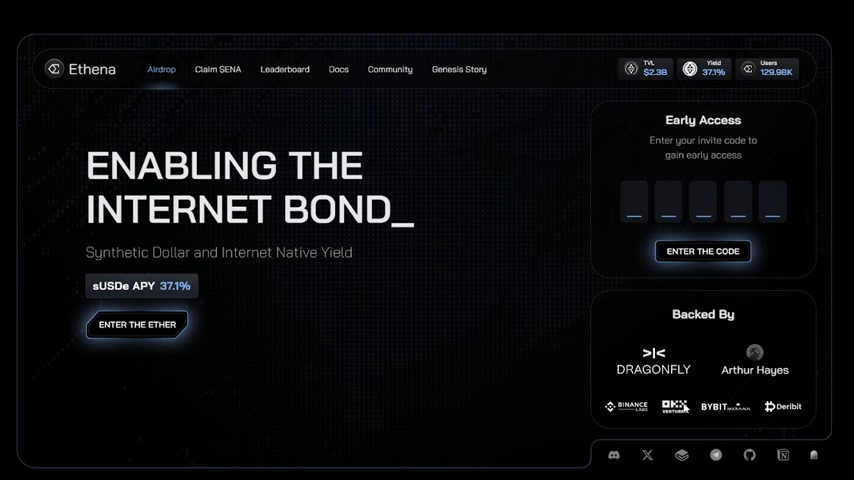 Ethena
Airdrop
Claim $ENA
Leaderboard
Docs
Community
Genesis Story
TVL
$2.3B
Yield
37.1%
Users
129.98K
ENABLING THE
INTERNET BOND_
Synthetic Dollar and Internet Native Yield
sUSDe APY 37.1%
ENTER THE ETHER
Early Access
Enter your invite code to
gain early access
ENTER THE CODE
Backed By
DRAGONFLY
Arthur Hayes
BINANCE
LABS
VENTURES
BYBIT
Deribit